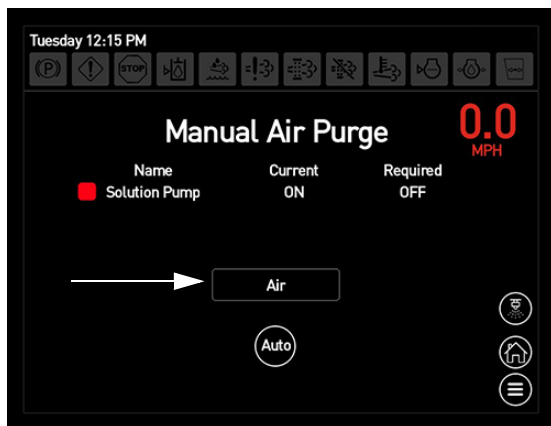 Tuesday 12:15 PM
(P) STOP
Manual Air Purge
0.0
MPH
Name Current Required
Solution Pump ON OFF
Air
Auto